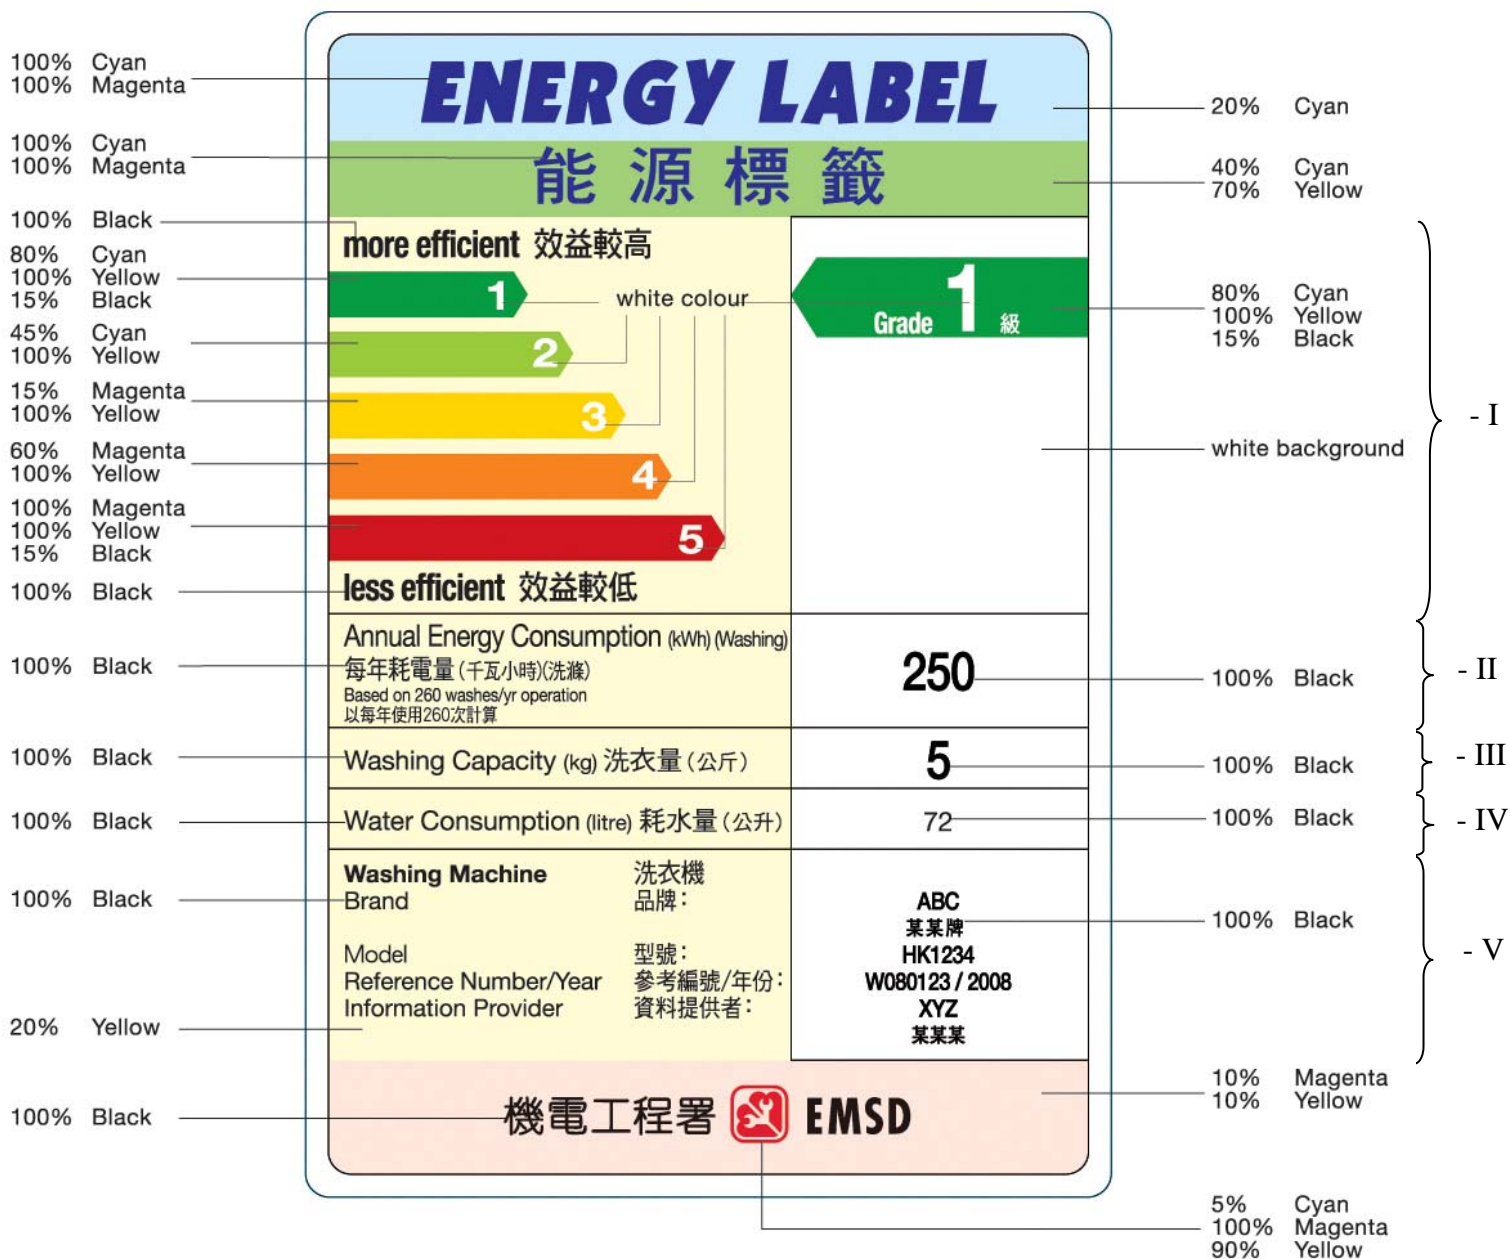 100% Cyan
100% Magenta
ENERGY LABEL
20% Cyan
100% Cyan
100% Magenta
能源標籤
40% Cyan
70% Yellow
100% Black
more efficient 效益較高
80% Cyan
100% Yellow
15% Black
1
white colour
Grade 1 級
80% Cyan
100% Yellow
15% Black
45% Cyan
100% Yellow
2
15% Magenta
100% Yellow
3
- I
white background
60% Magenta
100% Yellow
4
100% Magenta
100% Yellow
15% Black
5
100% Black
less efficient 效益較低
Annual Energy Consumption (kWh) (Washing)
100% Black
每年耗電量(千瓦小時)(洗滌)
Based on 260 washes/yr operation
以每年使用260次計算
250
100% Black
- II
100% Black
Washing Capacity (kg) 洗衣量(公斤)
5
100% Black
- III
100% Black
Water Consumption (litre) 耗水量(公升)
72
100% Black
- IV
Washing Machine 洗衣機
100% Black
Brand 品牌:
ABC
某某牌
100% Black
Model 型號:
HK1234
- V
Reference Number/Year 參考編號/年份:
W080123 / 2008
Information Provider 資料提供者:
XYZ
某某某
20% Yellow
10% Magenta
10% Yellow
100% Black
機電工程署 EMSD
5% Cyan
100% Magenta
90% Yellow